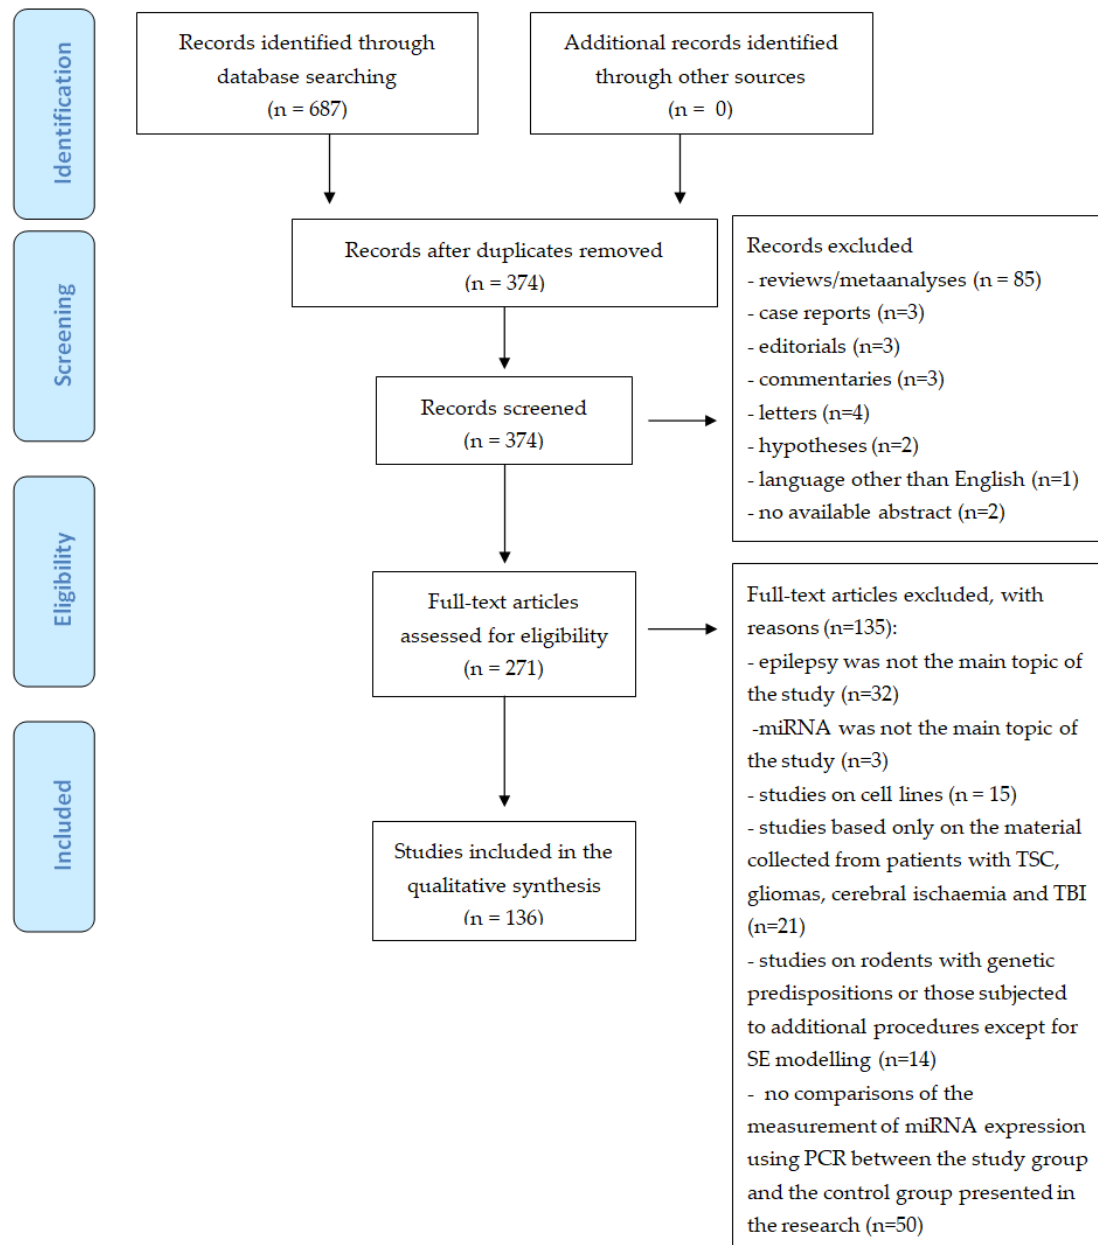 Identification
Records identified through
database searching
(n = 687)
Additional records identified
through other sources
(n =  0)
Screening
Records after duplicates removed
(n = 374)
Records screened
(n = 374)
Records excluded
- reviews/metaanalyses (n = 85)
- case reports (n=3)
- editorials (n=3)
- commentaries (n=3)
- letters (n=4)
- hypotheses (n=2)
- language other than English (n=1)
- no available abstract (n=2)
Eligibility
Full-text articles
assessed for eligibility
(n = 271)
Full-text articles excluded, with
reasons (n=135):
- epilepsy was not the main topic of
the study (n=32)
-miRNA was not the main topic of
the study (n=3)
- studies on cell lines (n = 15)
- studies based only on the material
collected from patients with TSC,
gliomas, cerebral ischaemia and TBI
(n=21)
- studies on rodents with genetic
predispositions or those subjected
to additional procedures except for
SE modelling (n=14)
-  no comparisons of the
measurement of miRNA expression
using PCR between the study group
and the control group presented in
the research (n=50)
Included
Studies included in the
qualitative synthesis
(n = 136)